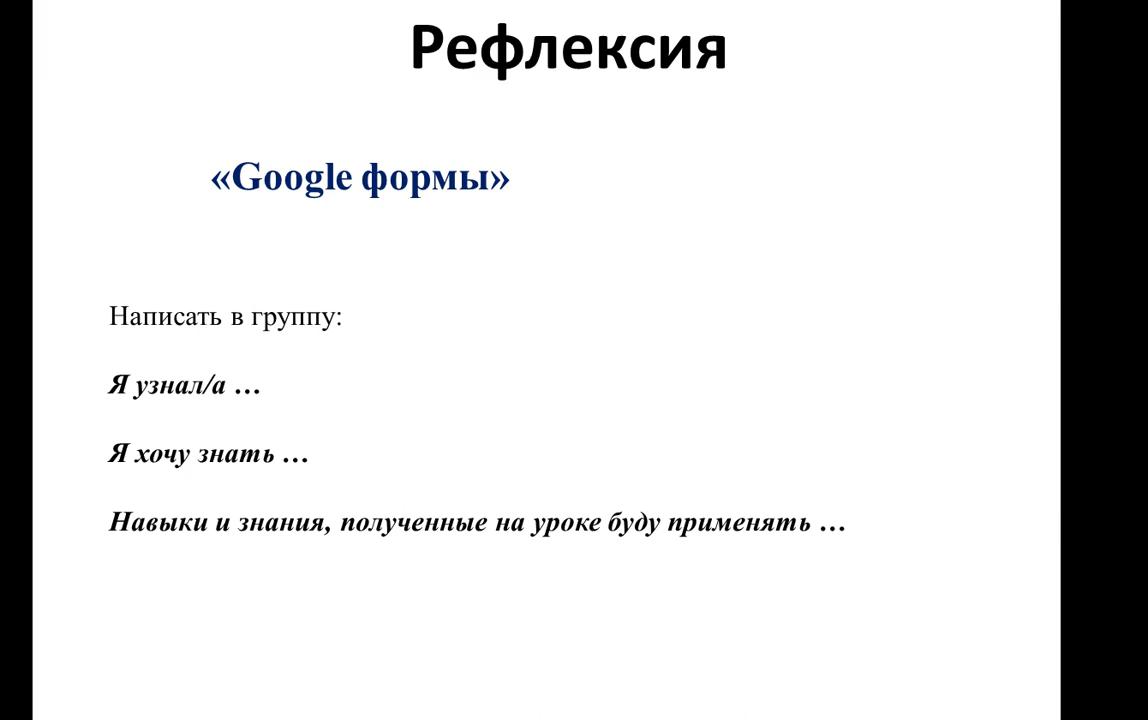 Рефлексия
«Google формы»
Написать в группу:
Я узнал/а …
Я хочу знать …
Навыки и знания, полученные на уроке буду применять …